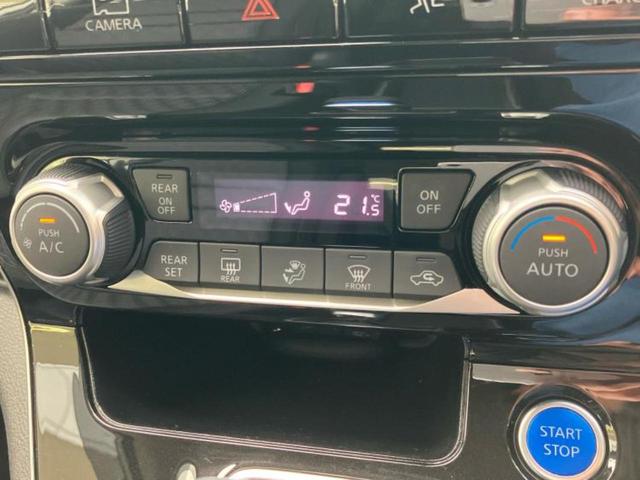 CAMERA
REAR
ON
OFF
21.5
°C
ON
OFF
PUSH
A/C
REAR
SET
REAR
FRONT
PUSH
AUTO
START
STOP